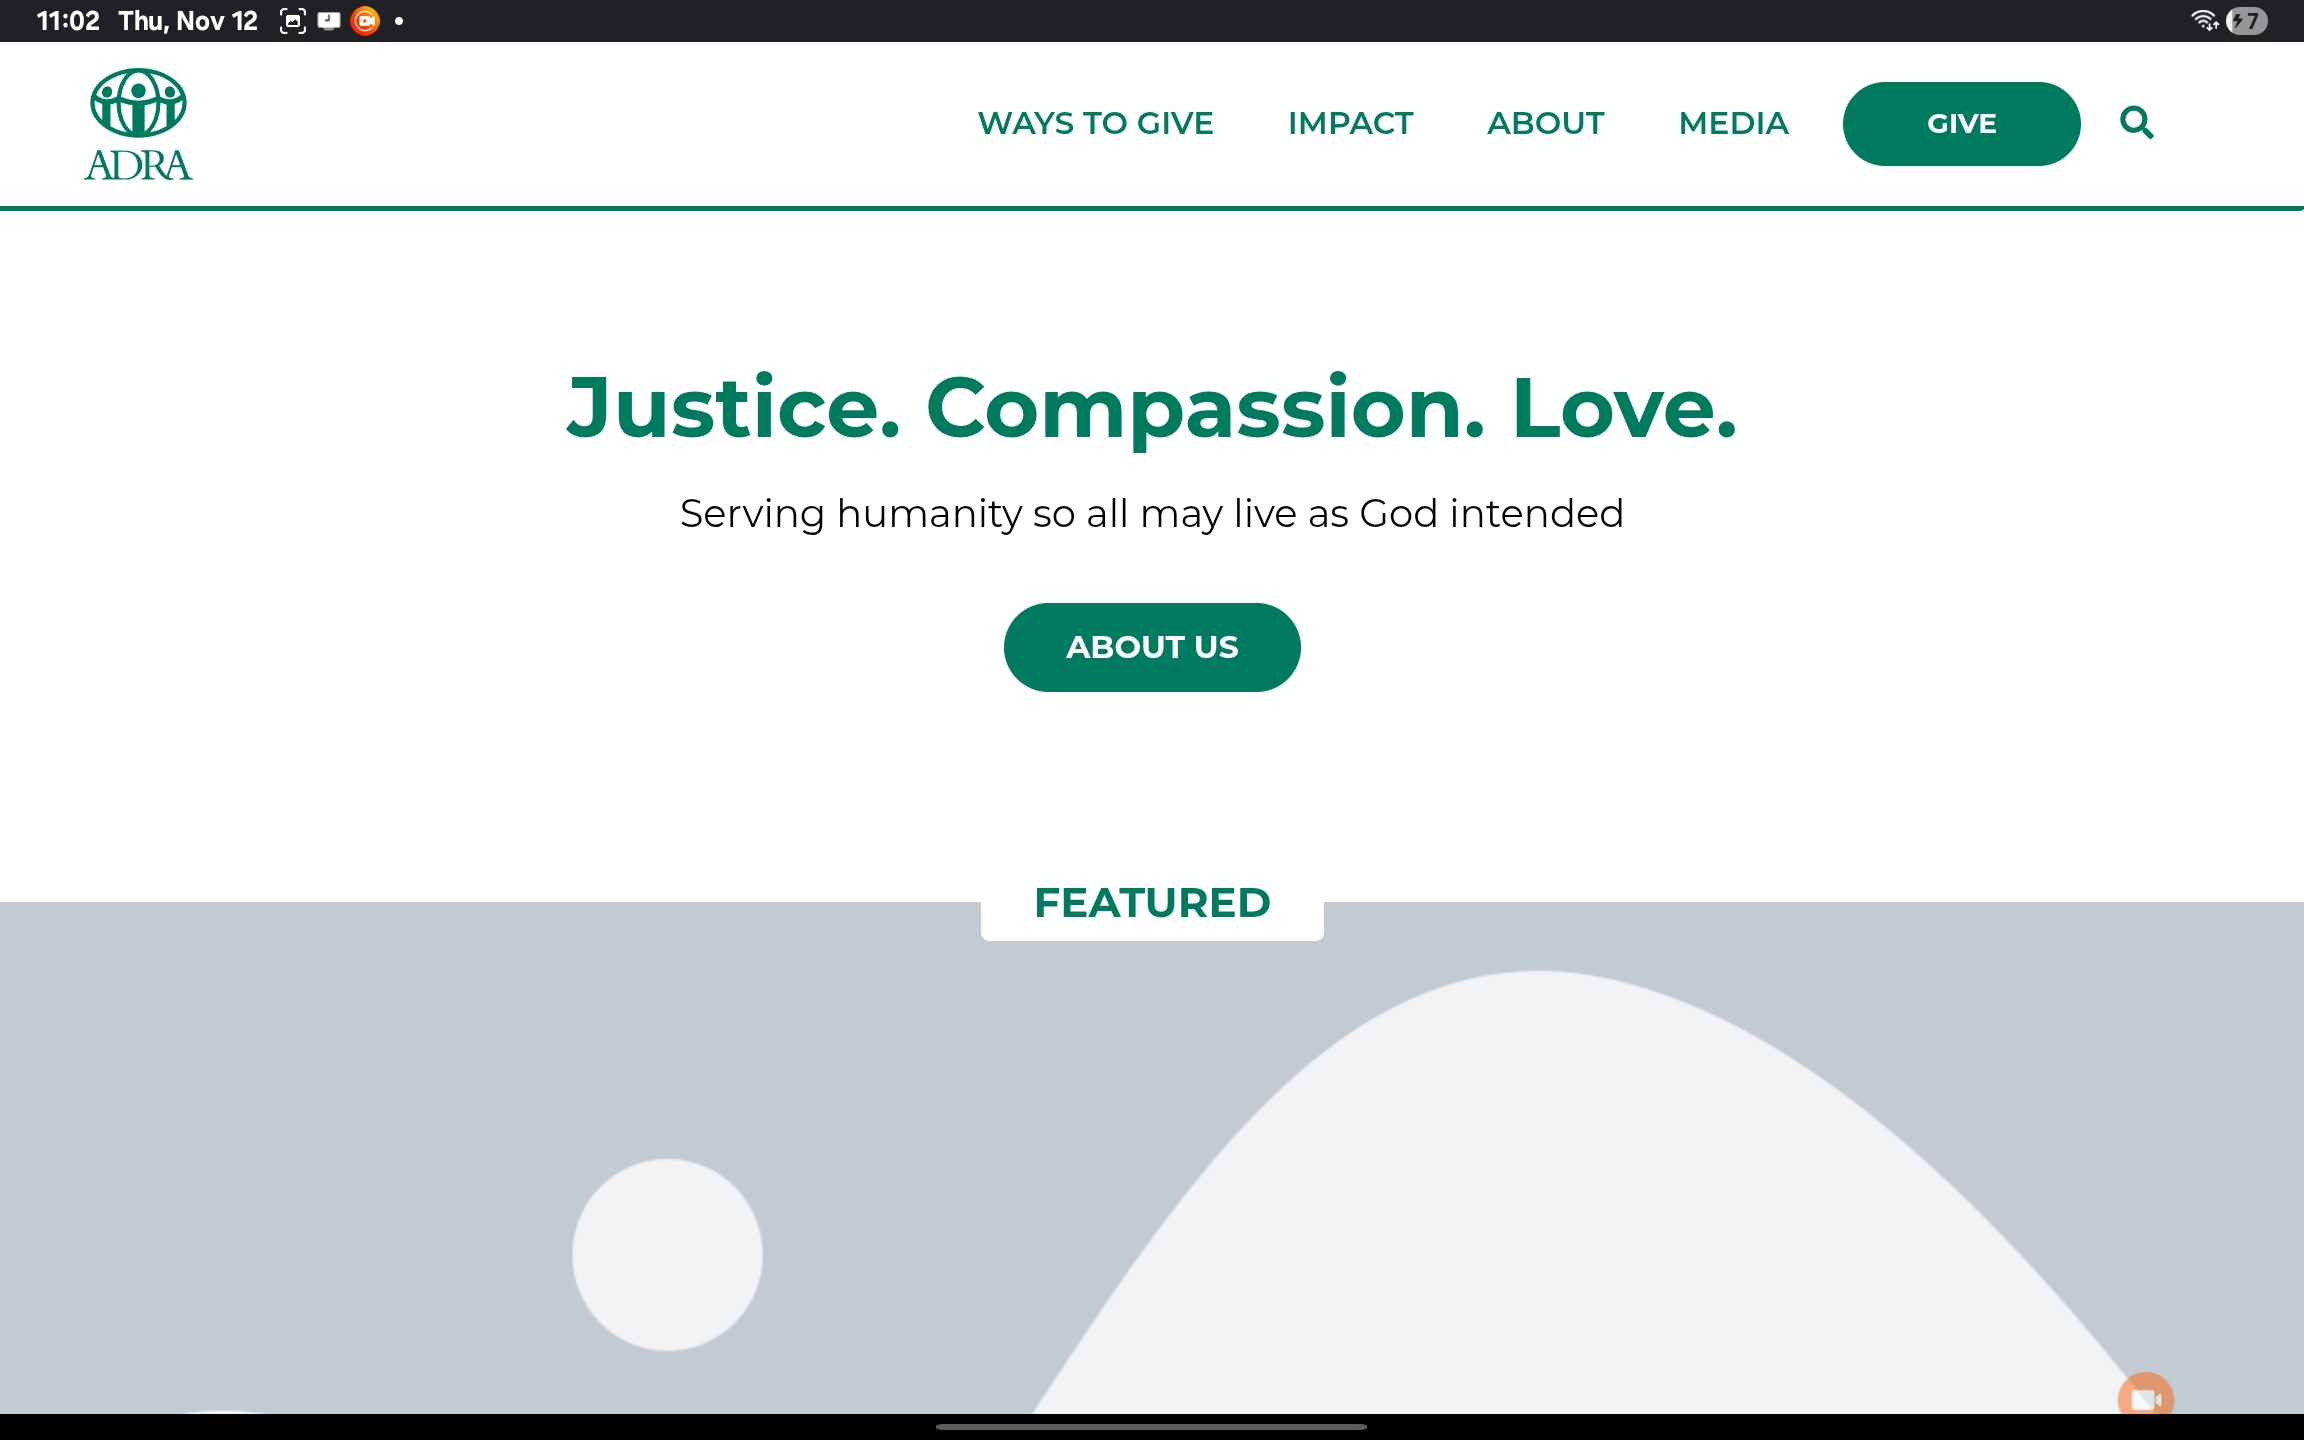 11:02 Thu, Nov 12
7
ADRA
WAYS TO GIVE IMPACT ABOUT MEDIA GIVE
Justice. Compassion. Love.
Serving humanity so all may live as God intended
ABOUT US
FEATURED